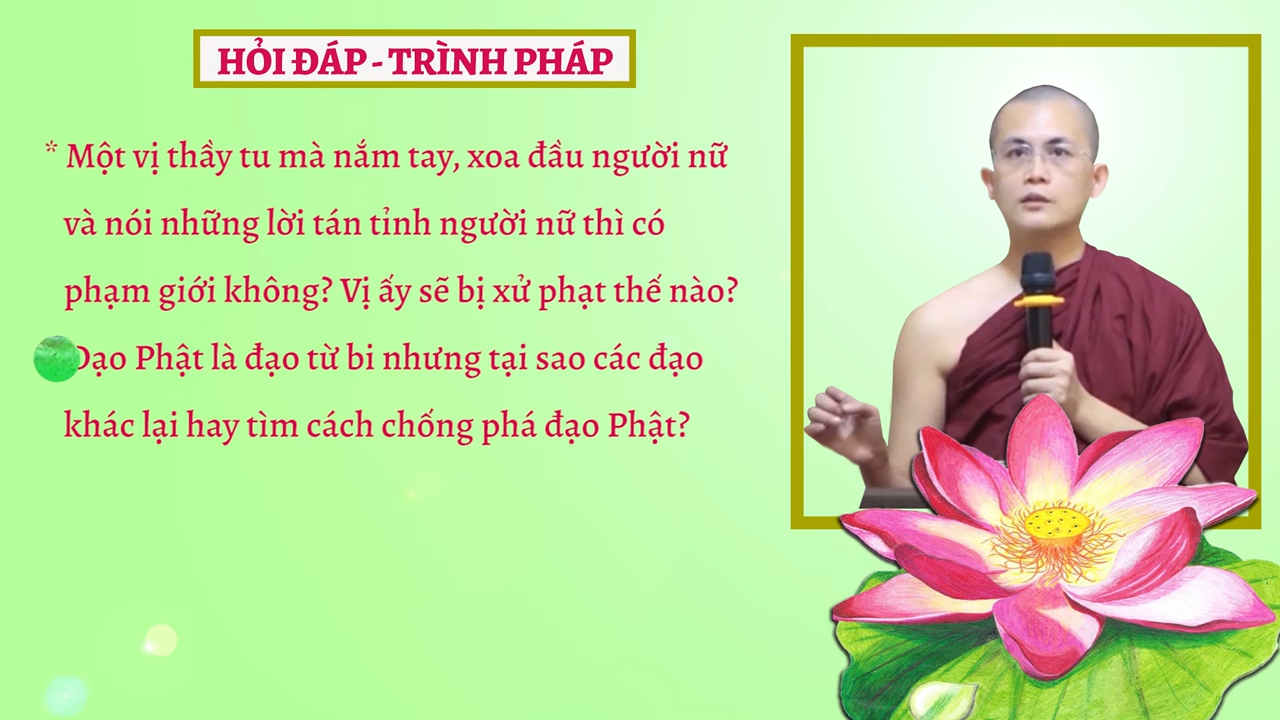 HỎI ĐÁP - TRÌNH PHÁP
* Một vị thầy tu mà nắm tay, xoa đầu người nữ
và nói những lời tán tỉnh người nữ thì có
phạm giới không? Vị ấy sẽ bị xử phạt thế nào?
Đạo Phật là đạo từ bi nhưng tại sao các đạo
khác lại hay tìm cách chống phá đạo Phật?